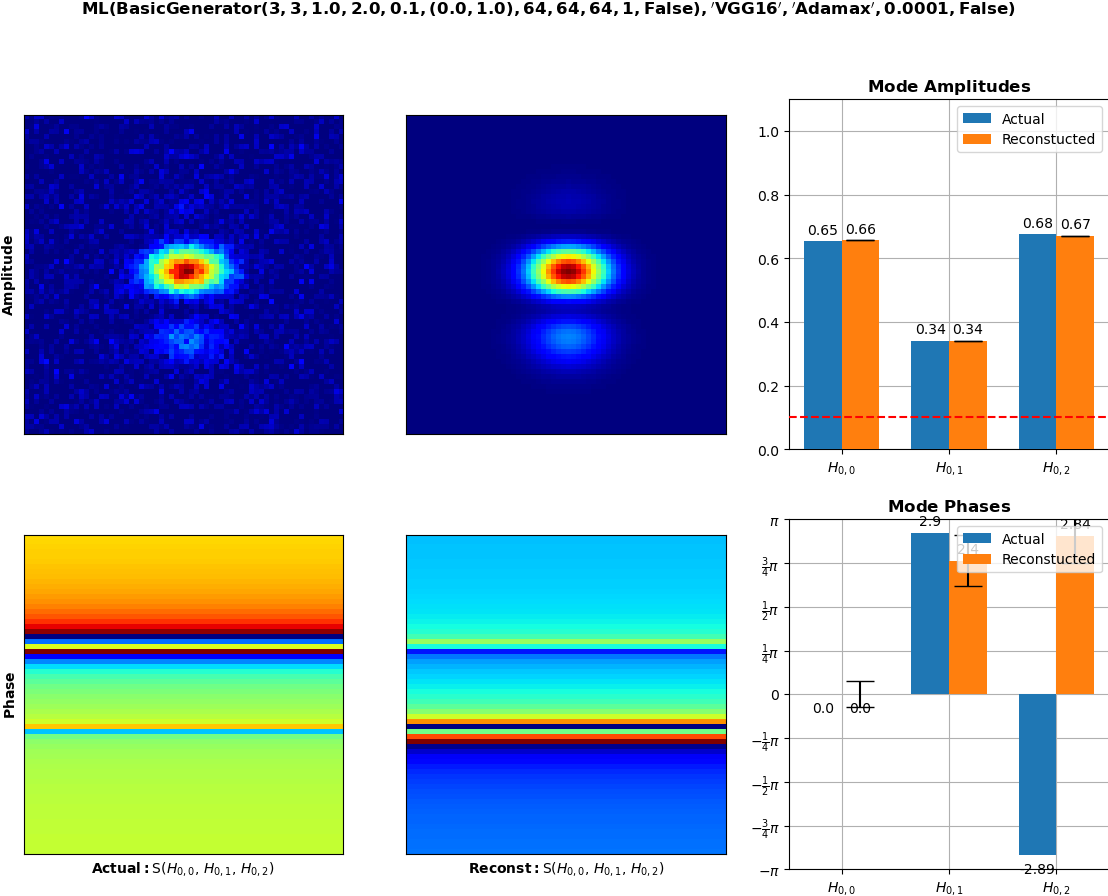 ML(BasicGenerator(3, 3, 1.0, 2.0, 0.1, (0.0, 1.0), 64, 64, 64, 1, False), 'VGG16', 'Adamax', 0.0001, False)
Amplitude
Mode Amplitudes
Actual
Reconstucted
1.0
0.8
0.6
0.4
0.2
0.0
0.65 0.66
0.34 0.34
0.68 0.67
H0,0 H0,1 H0,2
Phase
Actual: S(H0,0, H0,1, H0,2)
Reconst: S(H0,0, H0,1, H0,2)
Mode Phases
Actual
Reconstucted
π
3/4π
1/2π
1/4π
0
−1/4π
−1/2π
−3/4π
−π
0.0 0.0
2.9 2.4
2.89 2.84
H0,0 H0,1 H0,2